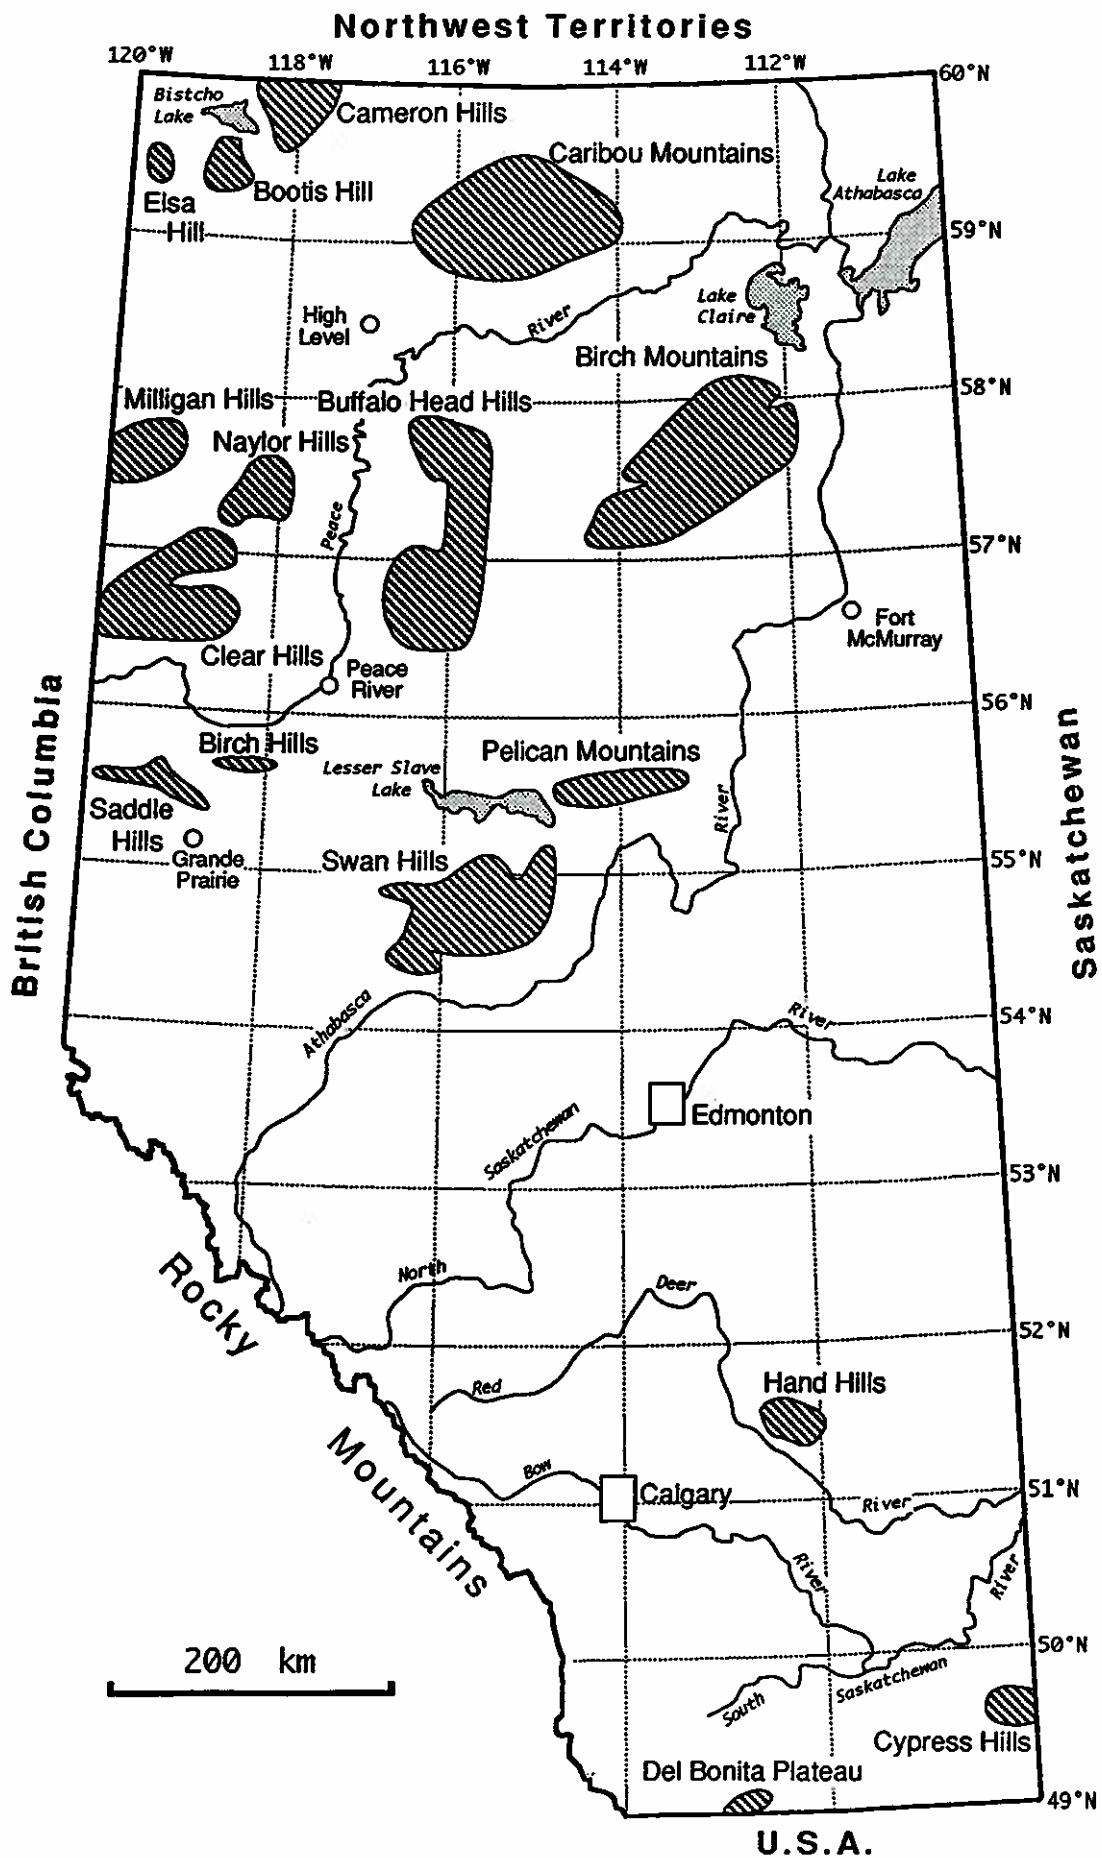 Northwest Territories
120°W
118°W
116°W
114°W
112°W
60°N
Bistcho
Lake
Cameron Hills
Caribou Mountains
Lake
Athabasca
Elsa
Hill
Bootis Hill
59°N
High
Level
River
Lake
Claire
Birch Mountains
58°N
Milligan Hills
Buffalo Head Hills
Naylor Hills
Peace
57°N
Fort
McMurray
Clear Hills
Peace
River
56°N
British Columbia
Saskatchewan
Birch Hills
Pelican Mountains
Lesser Slave
Lake
Saddle
Hills
River
Grande
Prairie
Swan Hills
55°N
Athabasca
River
54°N
Edmonton
Saskatchewan
53°N
Rocky
North
Deer
52°N
Red
Hand Hills
Mountains
Bow
Calgary
51°N
River
River
River
200 km
50°N
South
Saskatchewan
Cypress Hills
Del Bonita Plateau
49°N
U.S.A.